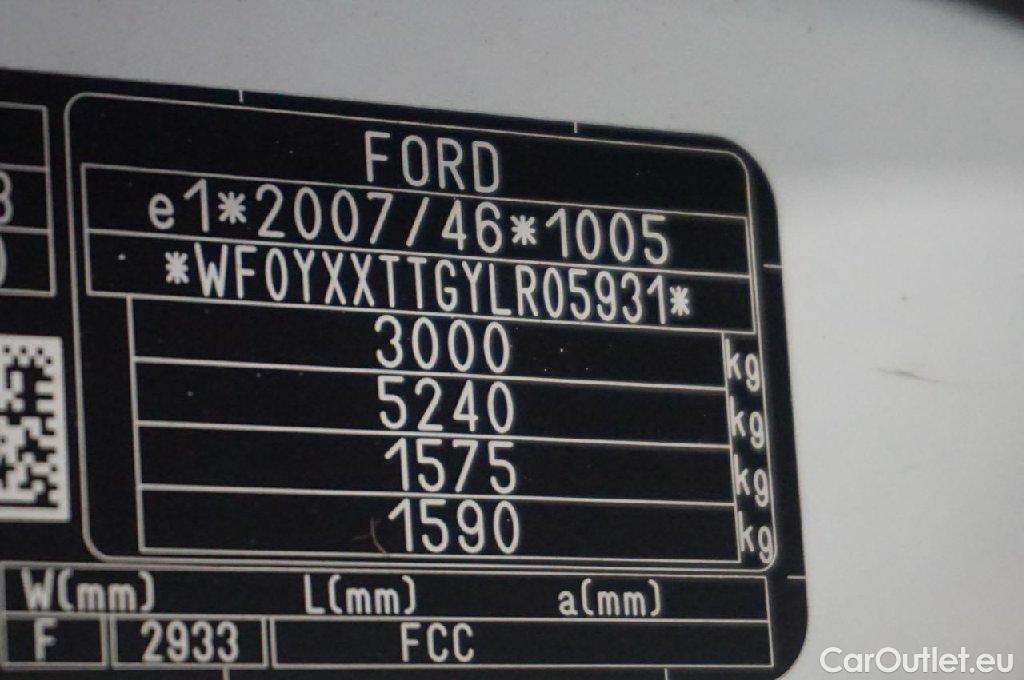 FORD
e1*2007/46*1005
*WF0YXXTTGYLR05931*
3000 kg
5240 kg
1575 kg
1590 kg
W(mm) L(mm) a(mm)
F 2933 FCC
CarOutlet.eu